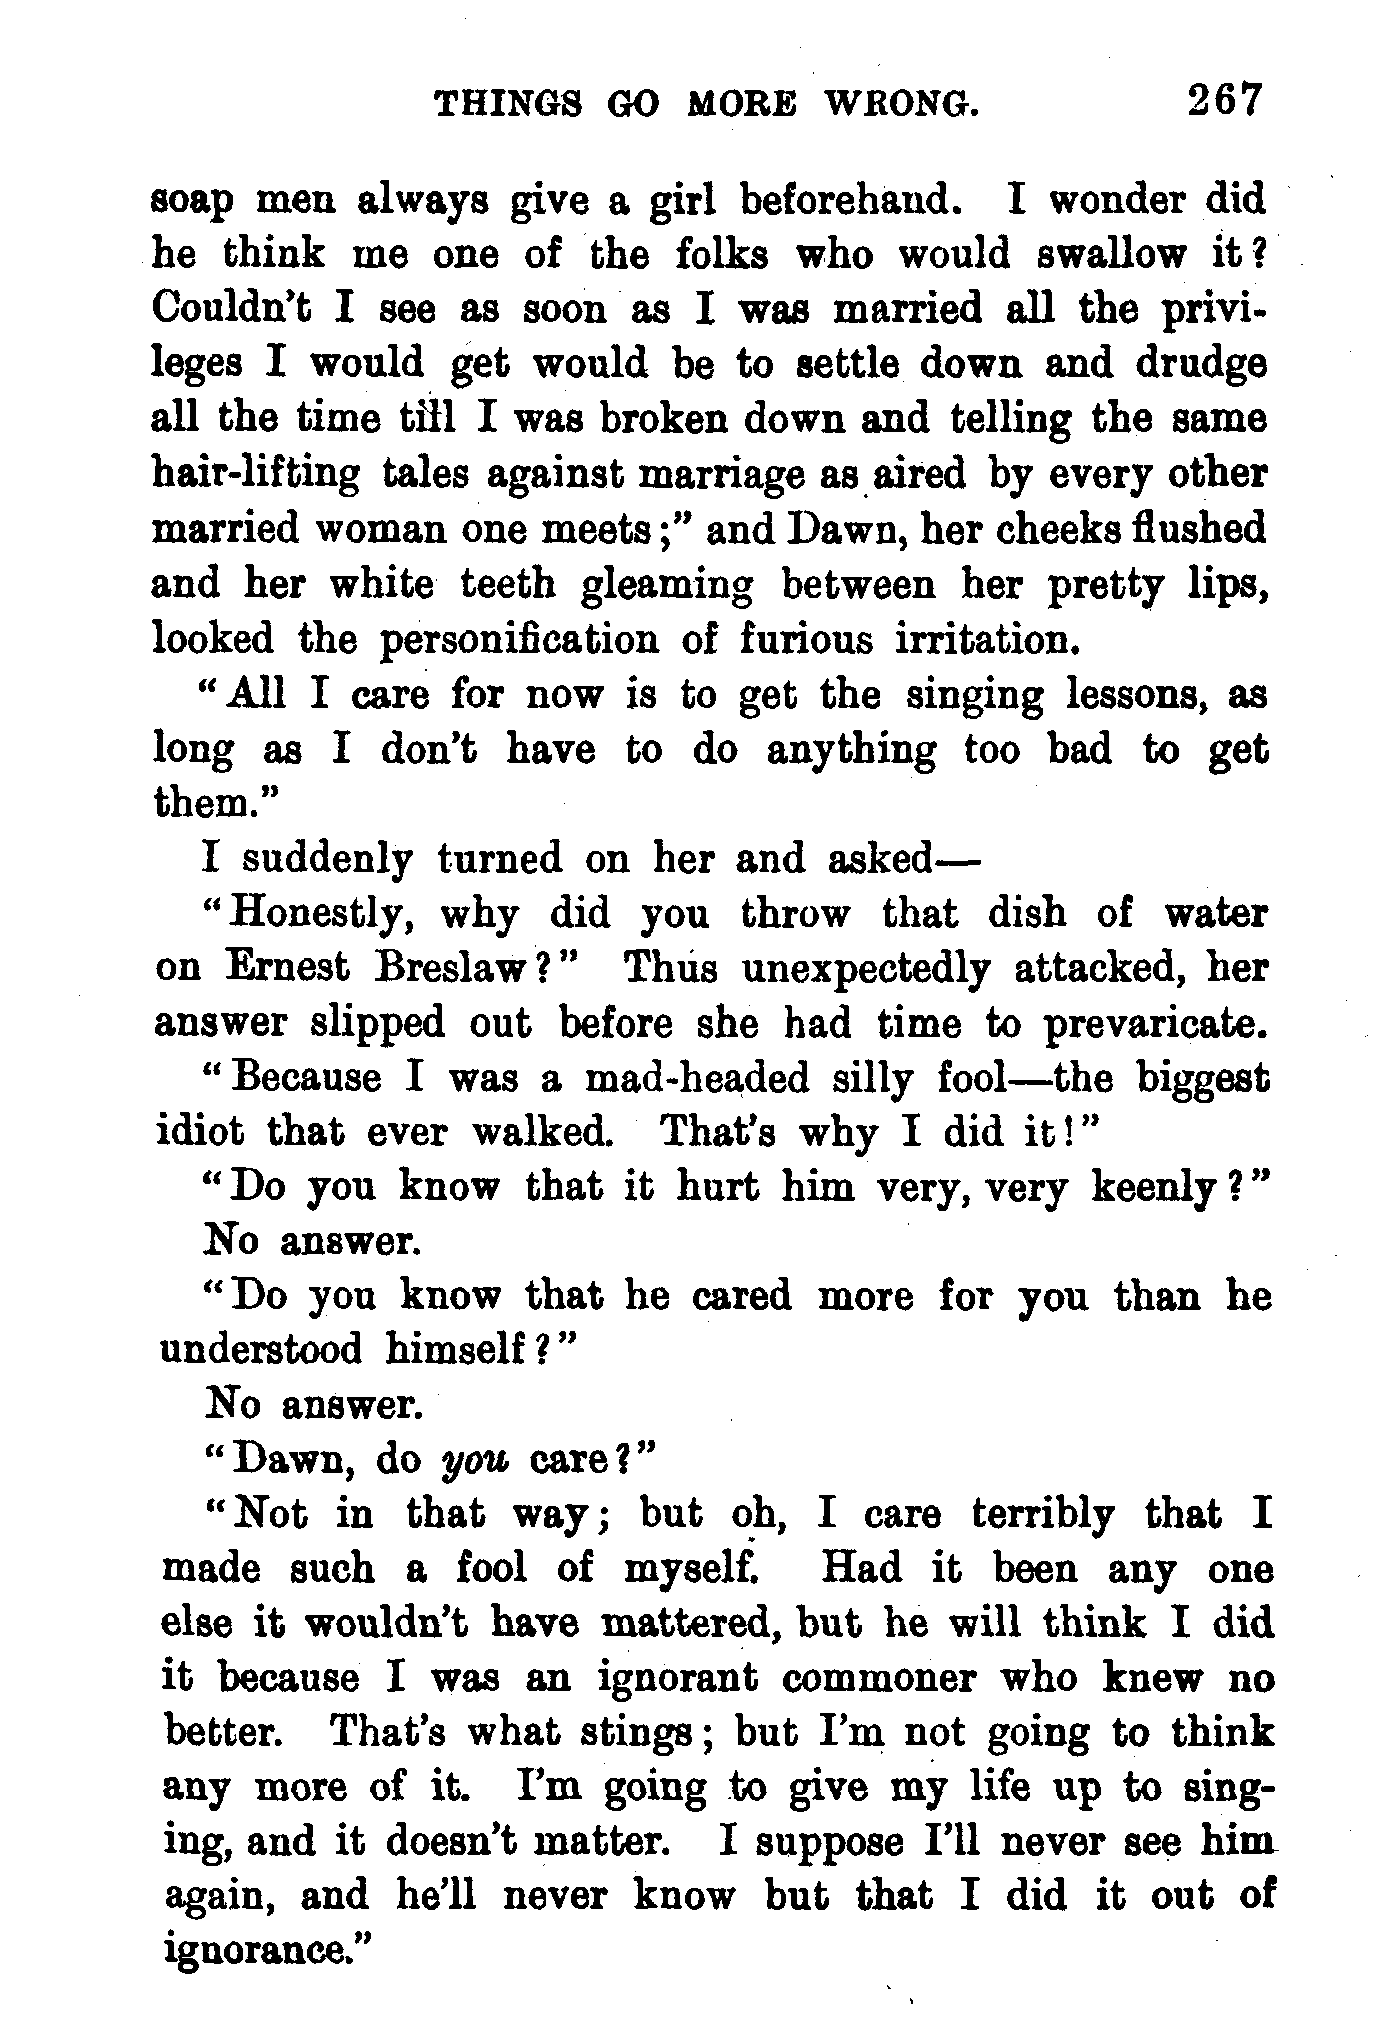 THINGS GO MORE WRONG. 267
soap men always give a girl beforehand. I wonder did
he think me one of the folks who would swallow it?
Couldn't I see as soon as I was married all the privi-
leges I would get would be to settle down and drudge
all the time till I was broken down and telling the same
hair-lifting tales against marriage as aired by every other
married woman one meets;" and Dawn, her cheeks flushed
and her white teeth gleaming between her pretty lips,
looked the personification of furious irritation.
"All I care for now is to get the singing lessons, as
long as I don't have to do anything too bad to get
them."
I suddenly turned on her and asked—
"Honestly, why did you throw that dish of water
on Ernest Breslaw?" Thus unexpectedly attacked, her
answer slipped out before she had time to prevaricate.
"Because I was a mad-headed silly fool—the biggest
idiot that ever walked. That's why I did it!"
"Do you know that it hurt him very, very keenly?"
No answer.
"Do you know that he cared more for you than he
understood himself?"
No answer.
"Dawn, do you care?"
"Not in that way; but oh, I care terribly that I
made such a fool of myself. Had it been any one
else it wouldn't have mattered, but he will think I did
it because I was an ignorant commoner who knew no
better. That's what stings; but I'm not going to think
any more of it. I'm going to give my life up to sing-
ing, and it doesn't matter. I suppose I'll never see him
again, and he'll never know but that I did it out of
ignorance."